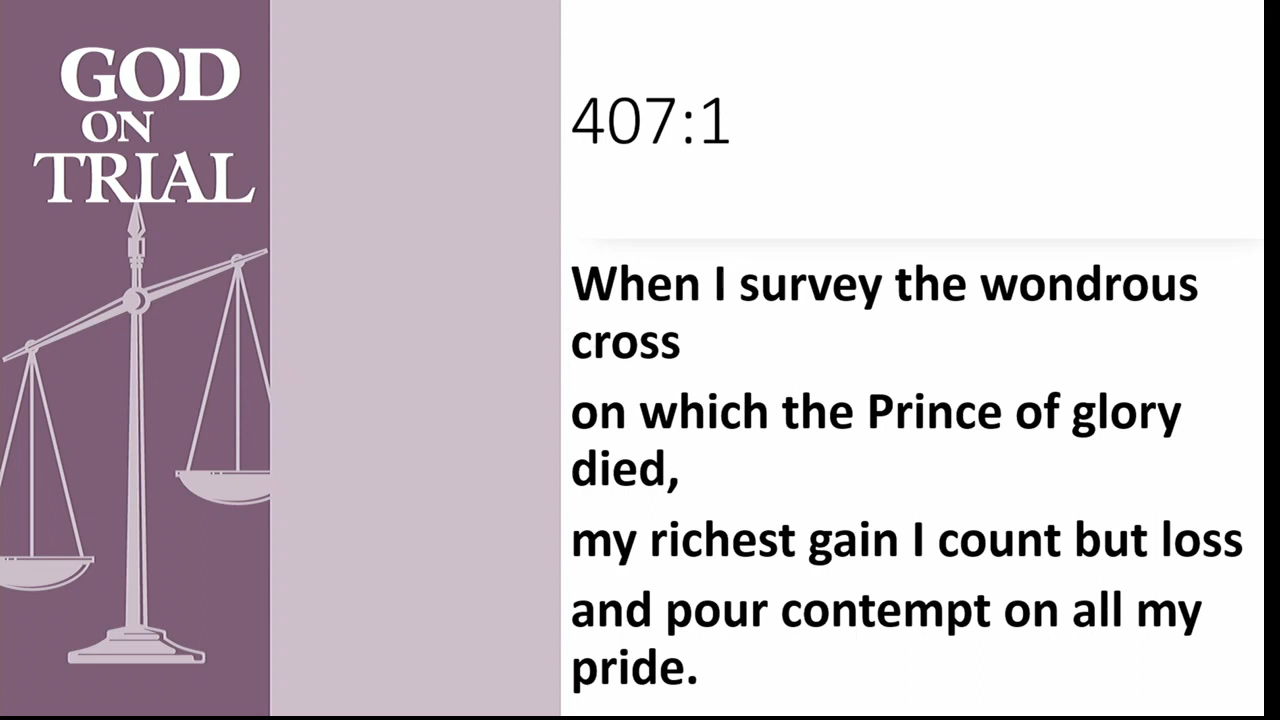 GOD
ON
TRIAL
407:1
When I survey the wondrous
cross
on which the Prince of glory
died,
my richest gain I count but loss
and pour contempt on all my
pride.